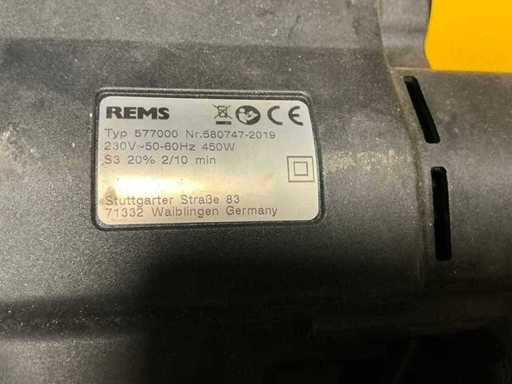 REMS
Typ 577000 Nr.580747-2019
230V~50-60Hz 450W
S3 20% 2/10 min
Stuttgarter Straße 83
71332 Waiblingen Germany